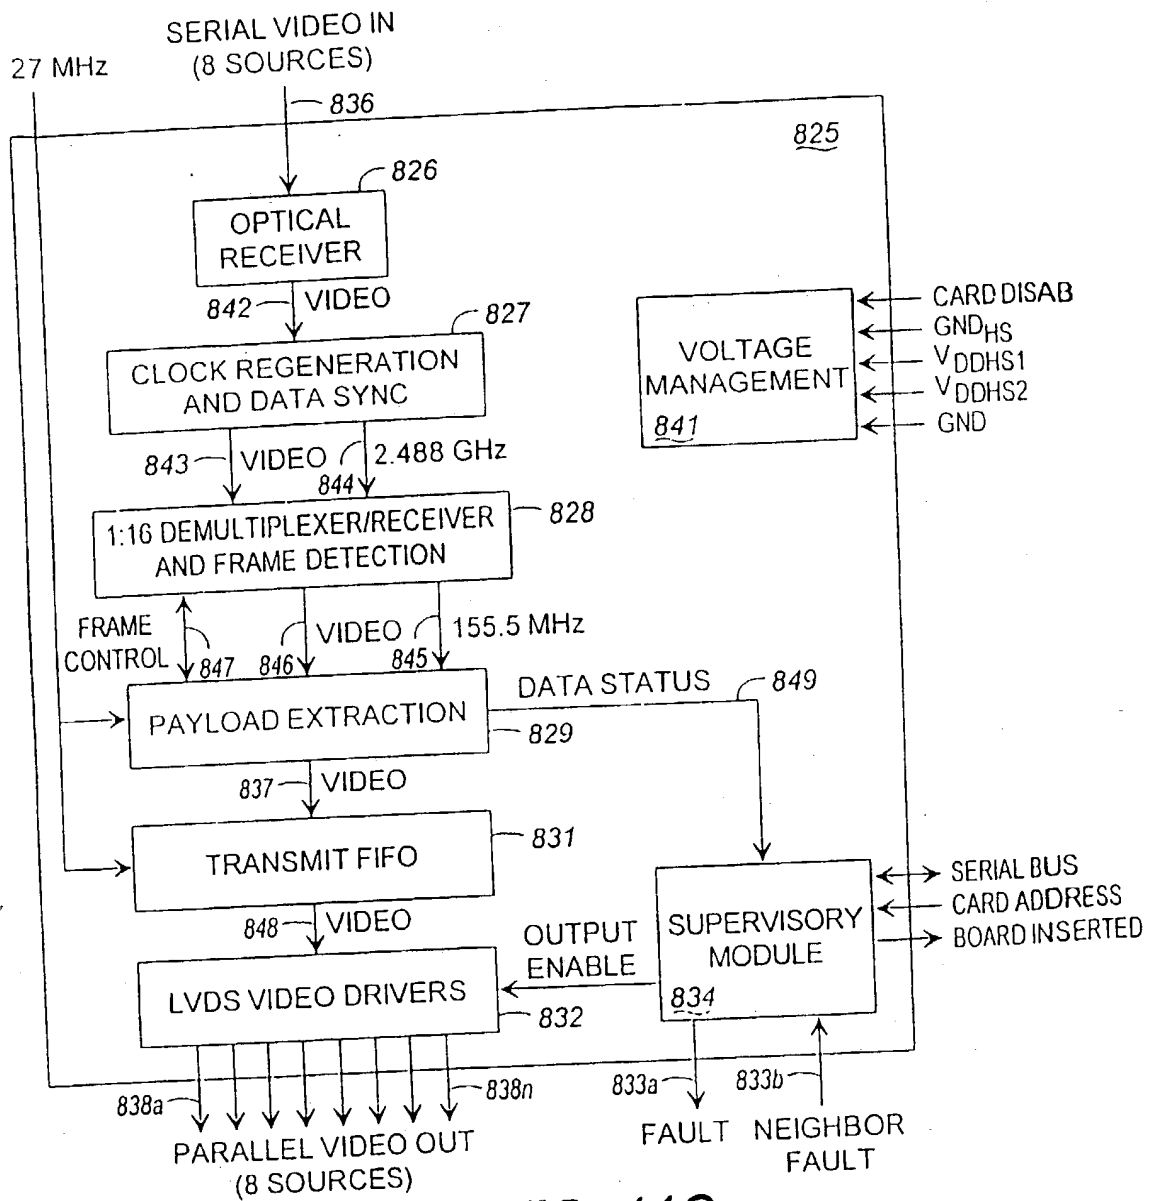 SERIAL VIDEO IN
(8 SOURCES)
27 MHz
836
825
826
OPTICAL
RECEIVER
842
VIDEO
827
CLOCK REGENERATION
AND DATA SYNC
VOLTAGE
MANAGEMENT
841
CARD DISAB
GNDHS
VDDHS1
VDDHS2
GND
843
VIDEO
844
2.488 GHz
1:16 DEMULTIPLEXER/RECEIVER
AND FRAME DETECTION
828
FRAME
CONTROL
847
846
VIDEO
845
155.5 MHz
PAYLOAD EXTRACTION
829
DATA STATUS
849
837
VIDEO
TRANSMIT FIFO
831
848
VIDEO
OUTPUT
ENABLE
SUPERVISORY
MODULE
834
SERIAL BUS
CARD ADDRESS
BOARD INSERTED
LVDS VIDEO DRIVERS
832
838a
838n
833a
833b
PARALLEL VIDEO OUT
(8 SOURCES)
FAULT
NEIGHBOR
FAULT